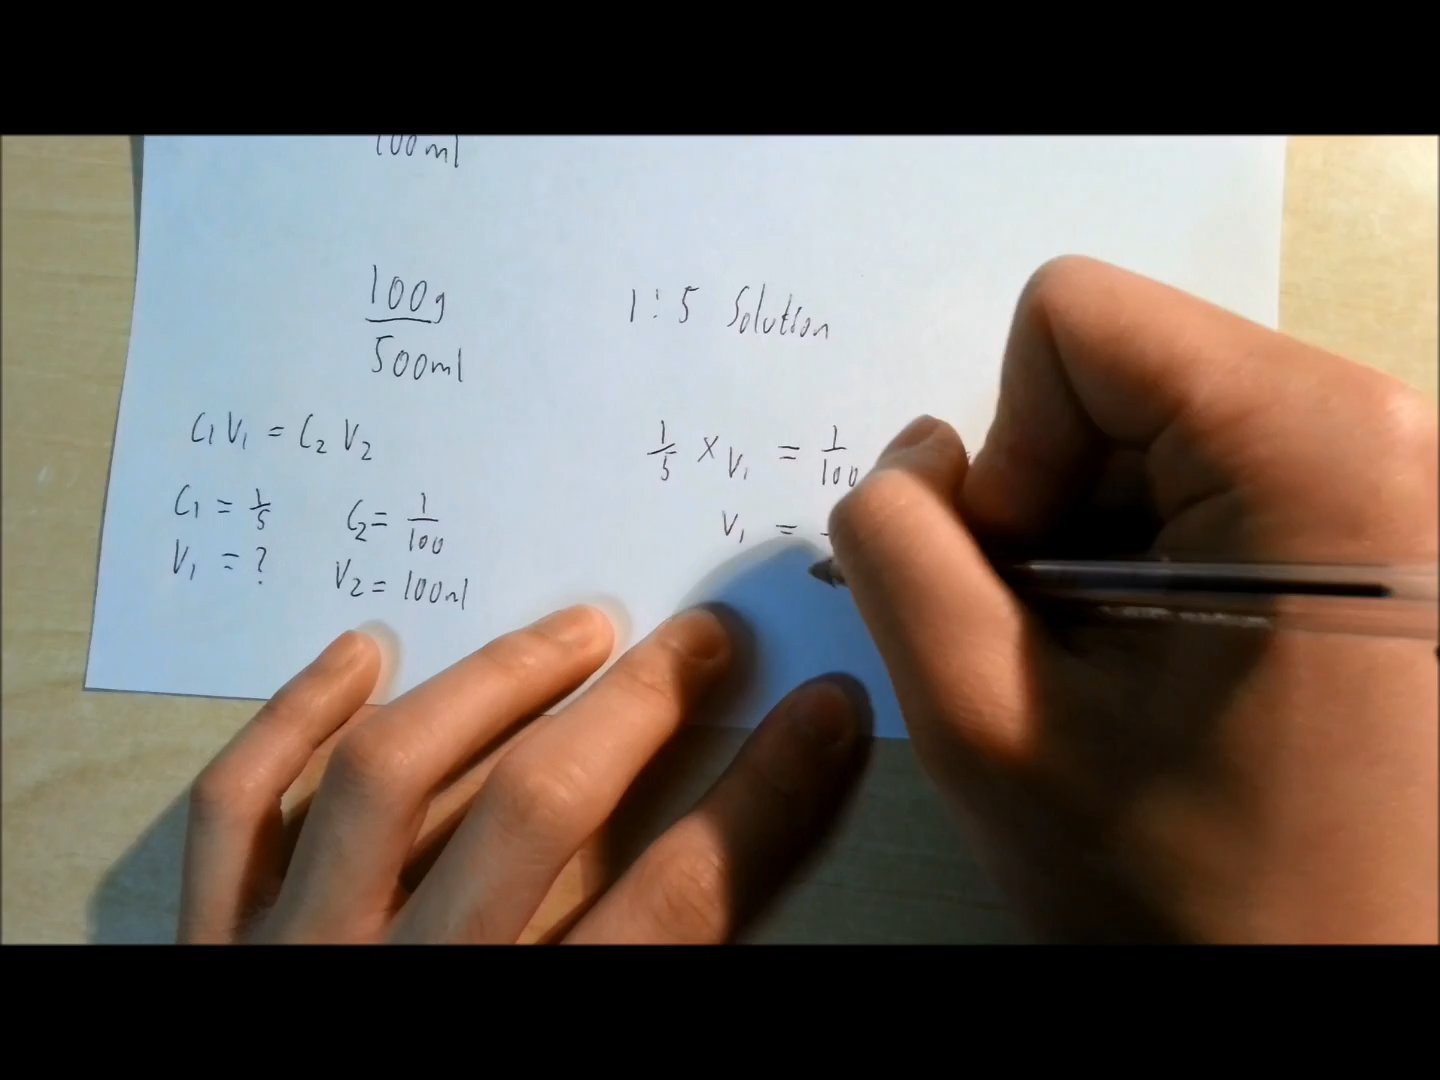 100ml
100g
500ml
1:5 Solution
C₁V₁ = C₂V₂
C₁ = 1/5
C₂ = 1/100
V₁ = ?
V₂ = 100ml
1/5 × V₁ = 1/100
V₁ =